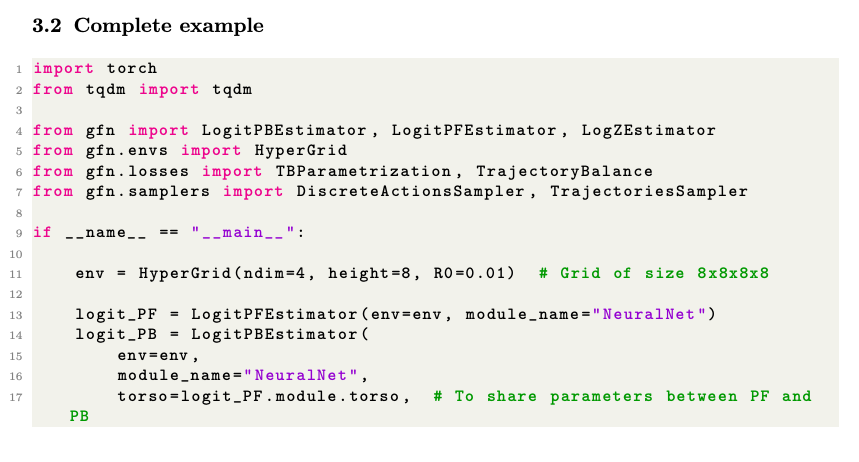 3.2 Complete example
1 import torch
2 from tqdm import tqdm
3
4 from gfn import LogitPBEstimator, LogitPFEstimator, LogZEstimator
5 from gfn.envs import HyperGrid
6 from gfn.losses import TBParametrization, TrajectoryBalance
7 from gfn.samplers import DiscreteActionsSampler, TrajectoriesSampler
8
9 if __name__ == "__main__":
10
11     env = HyperGrid(ndim=4, height=8, R0=0.01)  # Grid of size 8x8x8x8
12
13     logit_PF = LogitPFEstimator(env=env, module_name="NeuralNet")
14     logit_PB = LogitPBEstimator(
15         env=env,
16         module_name="NeuralNet",
17         torso=logit_PF.module.torso,  # To share parameters between PF and
PB